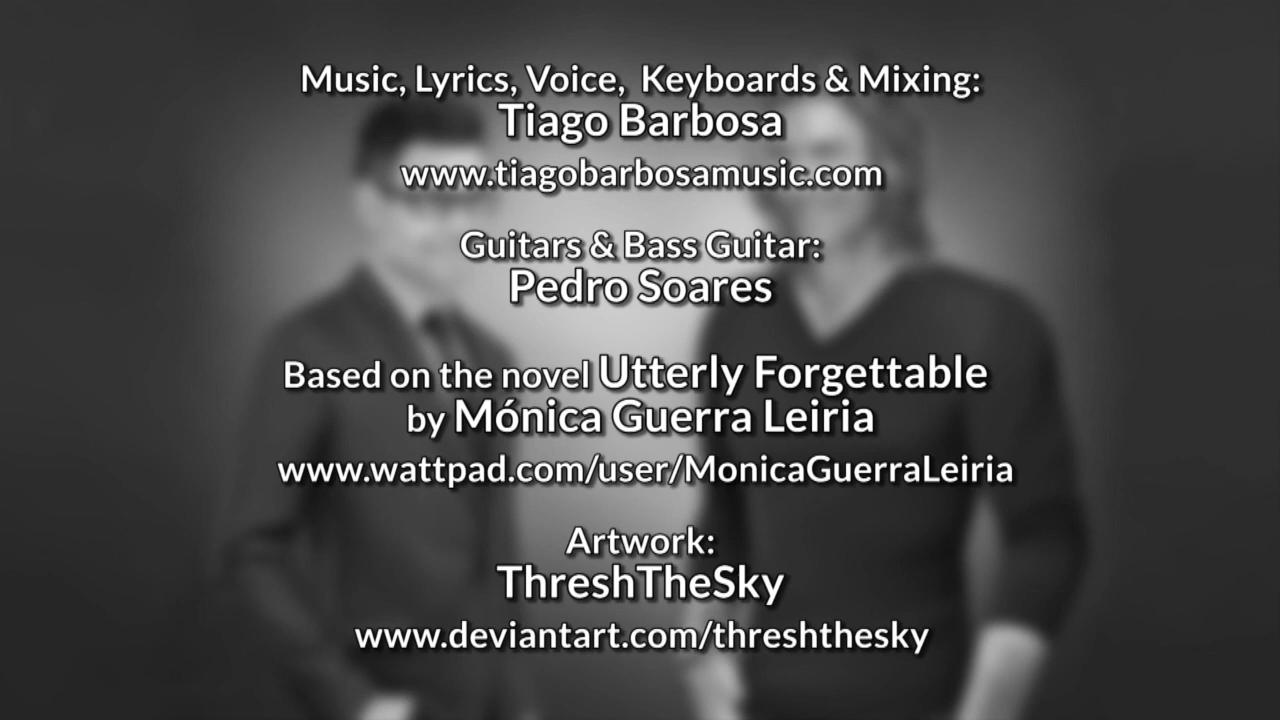 Music, Lyrics, Voice, Keyboards & Mixing:
Tiago Barbosa
www.tiagobarbosamusic.com
Guitars & Bass Guitar:
Pedro Soares
Based on the novel Utterly Forgettable
by Mónica Guerra Leiria
www.wattpad.com/user/MonicaGuerraLeiria
Artwork:
ThreshTheSky
www.deviantart.com/threshthesky